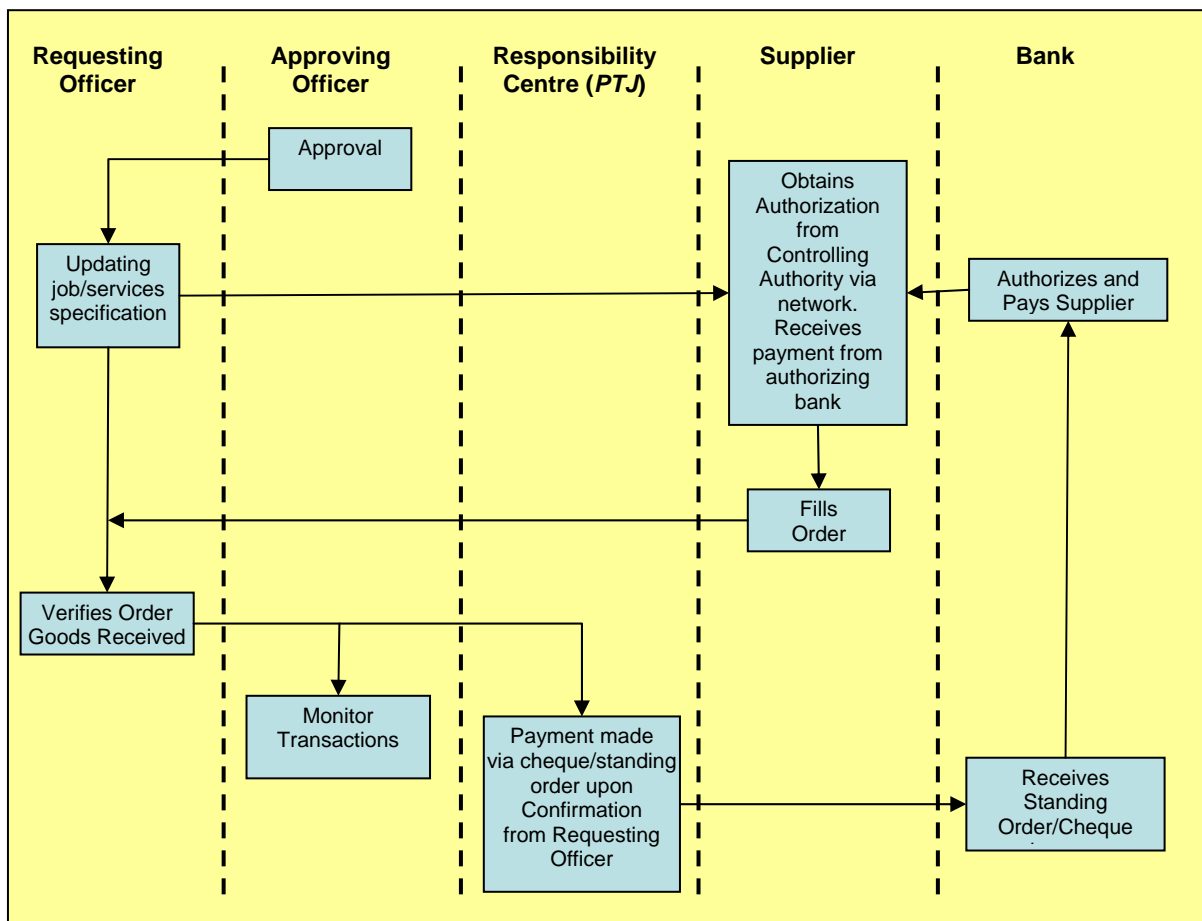 Requesting
Officer
Approving
Officer
Responsibility
Centre (PTJ)
Supplier
Bank
Approval
Obtains
Authorization
from
Controlling
Authority via
network.
Receives
payment from
authorizing
bank
Updating
job/services
specification
Authorizes and
Pays Supplier
Fills
Order
Verifies Order
Goods Received
Monitor
Transactions
Payment made
via cheque/standing
order upon
Confirmation
from Requesting
Officer
Receives
Standing
Order/Cheque